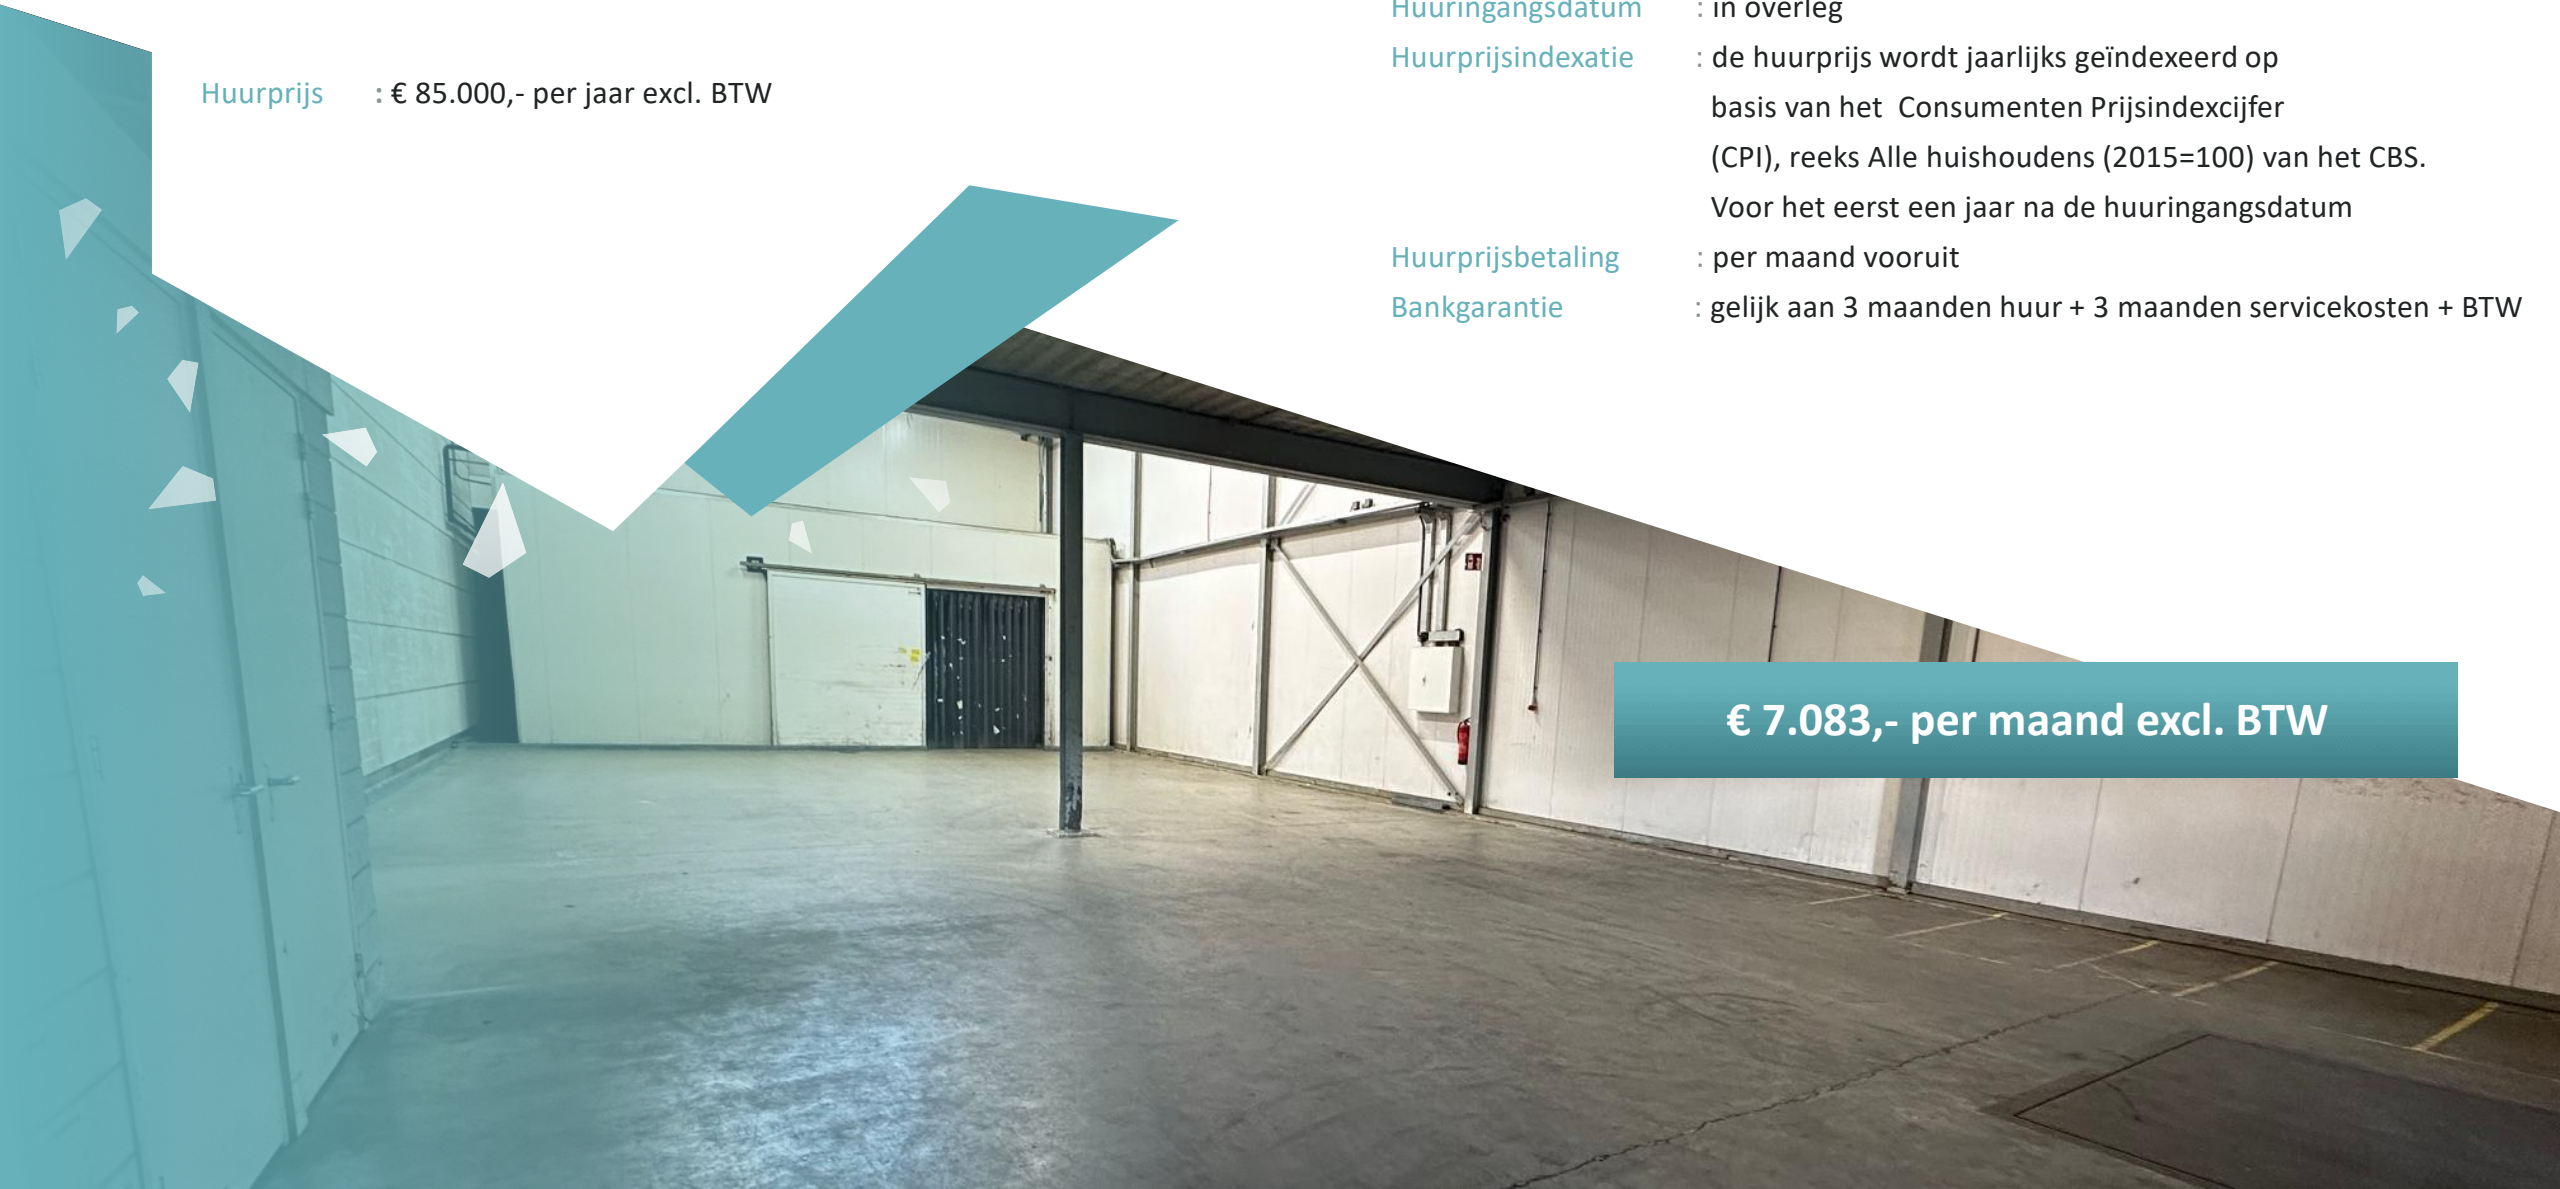 Huurprijs : € 85.000,- per jaar excl. BTW
Huuringangsdatum : in overleg
Huurprijsindexatie : de huurprijs wordt jaarlijks geïndexeerd op
basis van het Consumenten Prijsindexcijfer
(CPI), reeks Alle huishoudens (2015=100) van het CBS.
Voor het eerst een jaar na de huuringangsdatum
Huurprijsbetaling : per maand vooruit
Bankgarantie : gelijk aan 3 maanden huur + 3 maanden servicekosten + BTW
€ 7.083,- per maand excl. BTW